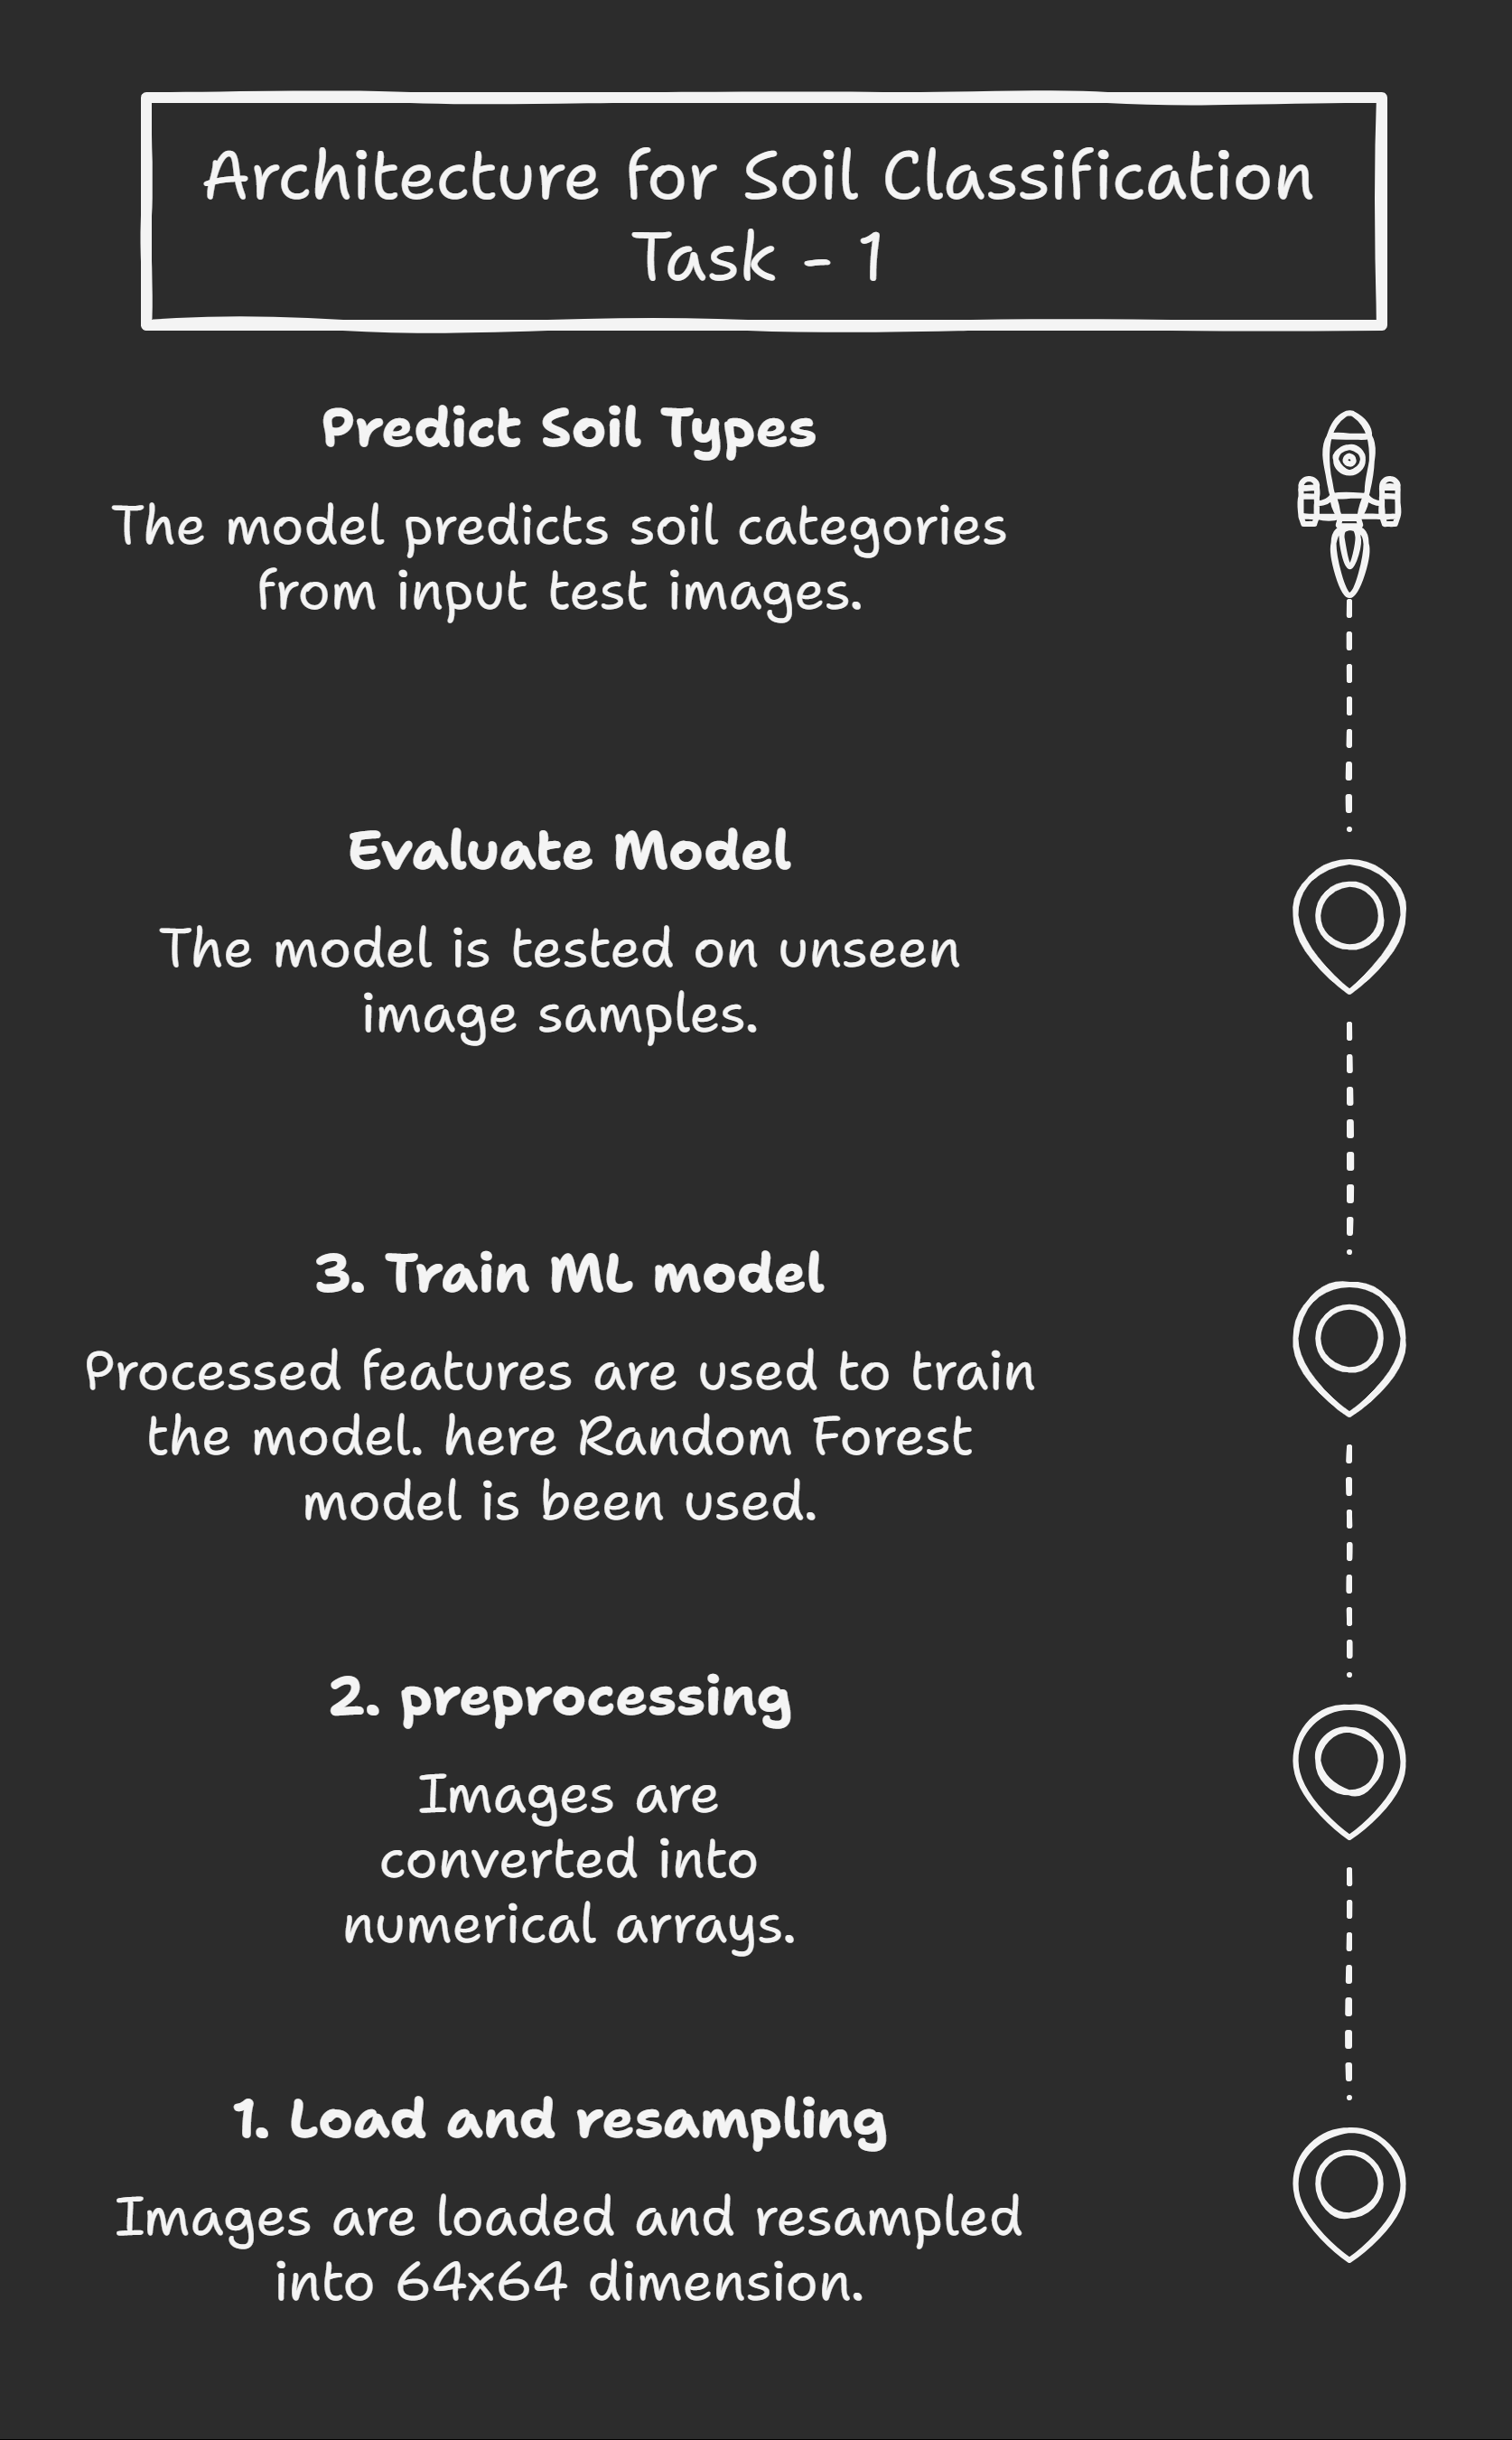 Architecture for Soil Classification
Task - 1
Predict Soil Types
The model predicts soil categories
from input test images.
Evaluate Model
The model is tested on unseen
image samples.
3. Train ML model
Processed features are used to train
the model. here Random Forest
model is been used.
2. preprocessing
Images are
converted into
numerical arrays.
1. Load and resampling
Images are loaded and resampled
into 64x64 dimension.